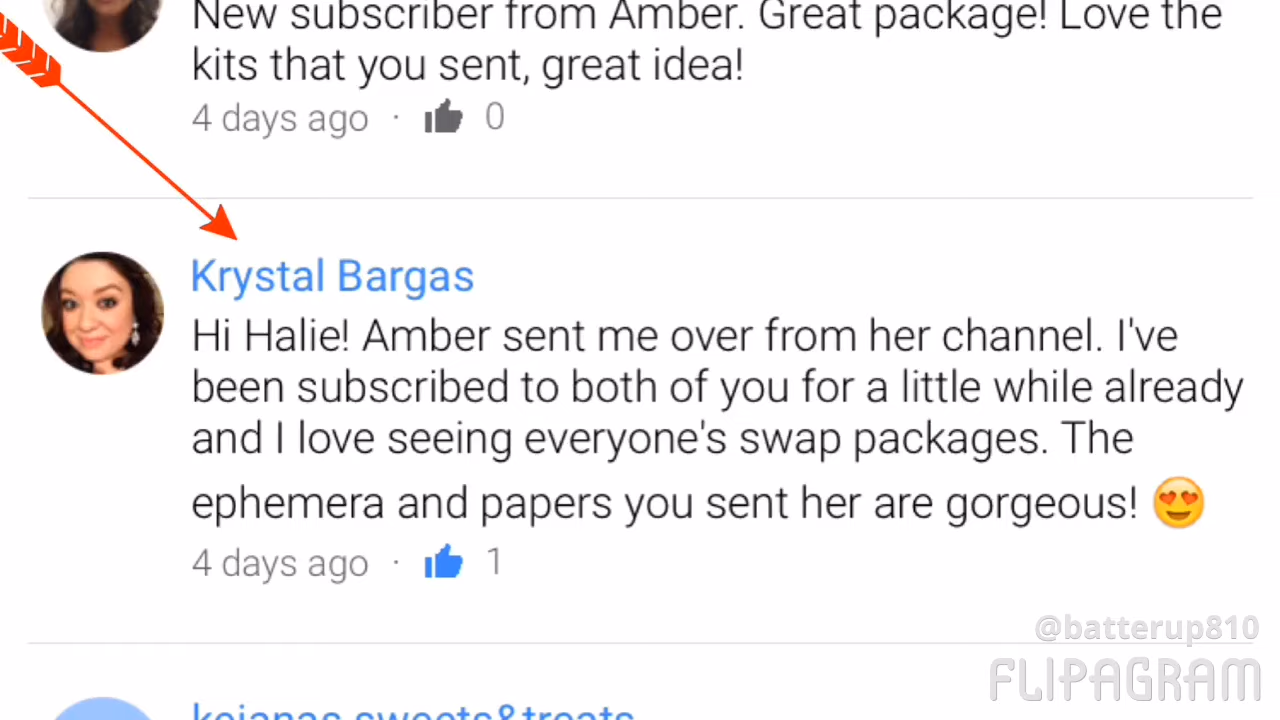 New subscriber from Amber. Great package! Love the
kits that you sent, great idea!
4 days ago · 0
Krystal Bargas
Hi Halie! Amber sent me over from her channel. I've
been subscribed to both of you for a little while already
and I love seeing everyone's swap packages. The
ephemera and papers you sent her are gorgeous! 😍
4 days ago · 1
@batterup810
FLIPAGRAM
keianas sweets&treats